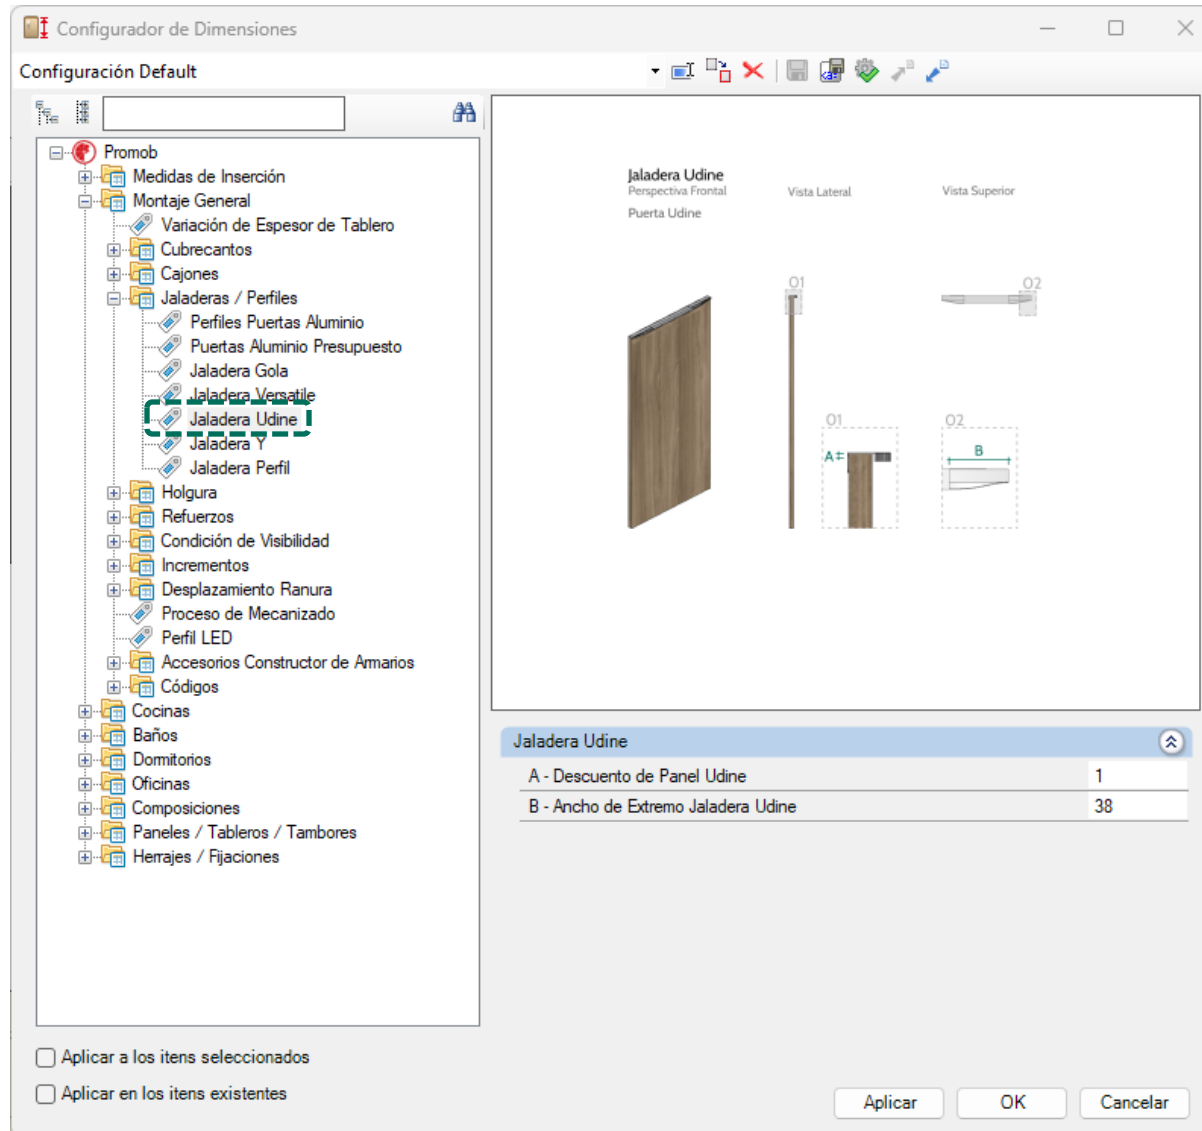 Configurador de Dimensiones
Configuración Default
Promob
Medidas de Inserción
Montaje General
Variación de Espesor de Tablero
Cubrecantos
Cajones
Jaladeras / Perfiles
Perfiles Puertas Aluminio
Puertas Aluminio Presupuesto
Jaladera Gola
Jaladera Versatile
Jaladera Udine
Jaladera Y
Jaladera Perfil
Holgura
Refuerzos
Condición de Visibilidad
Incrementos
Desplazamiento Ranura
Proceso de Mecanizado
Perfil LED
Accesorios Constructor de Armarios
Códigos
Cocinas
Baños
Dormitorios
Oficinas
Composiciones
Paneles / Tableros / Tambores
Herrajes / Fijaciones
Jaladera Udine
Perspectiva Frontal Vista Lateral Vista Superior
Puerta Udine
01 02
01 02
A B
Jaladera Udine
A - Descuento de Panel Udine 1
B - Ancho de Extremo Jaladera Udine 38
Aplicar a los itens seleccionados
Aplicar en los itens existentes
Aplicar OK Cancelar